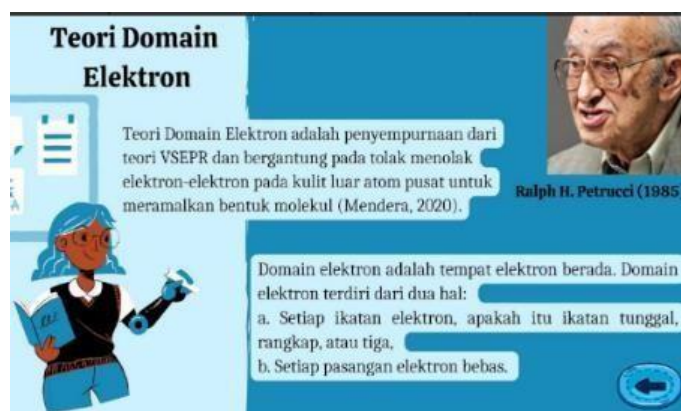 Teori Domain
Elektron
Teori Domain Elektron adalah penyempurnaan dari
teori VSEPR dan bergantung pada tolak menolak
elektron-elektron pada kulit luar atom pusat untuk
meramalkan bentuk molekul (Mendera, 2020).
Ralph H. Petrucci (1985
Domain elektron adalah tempat elektron berada. Domain
elektron terdiri dari dua hal:
a. Setiap ikatan elektron, apakah itu ikatan tunggal,
rangkap, atau tiga,
b. Setiap pasangan elektron bebas.